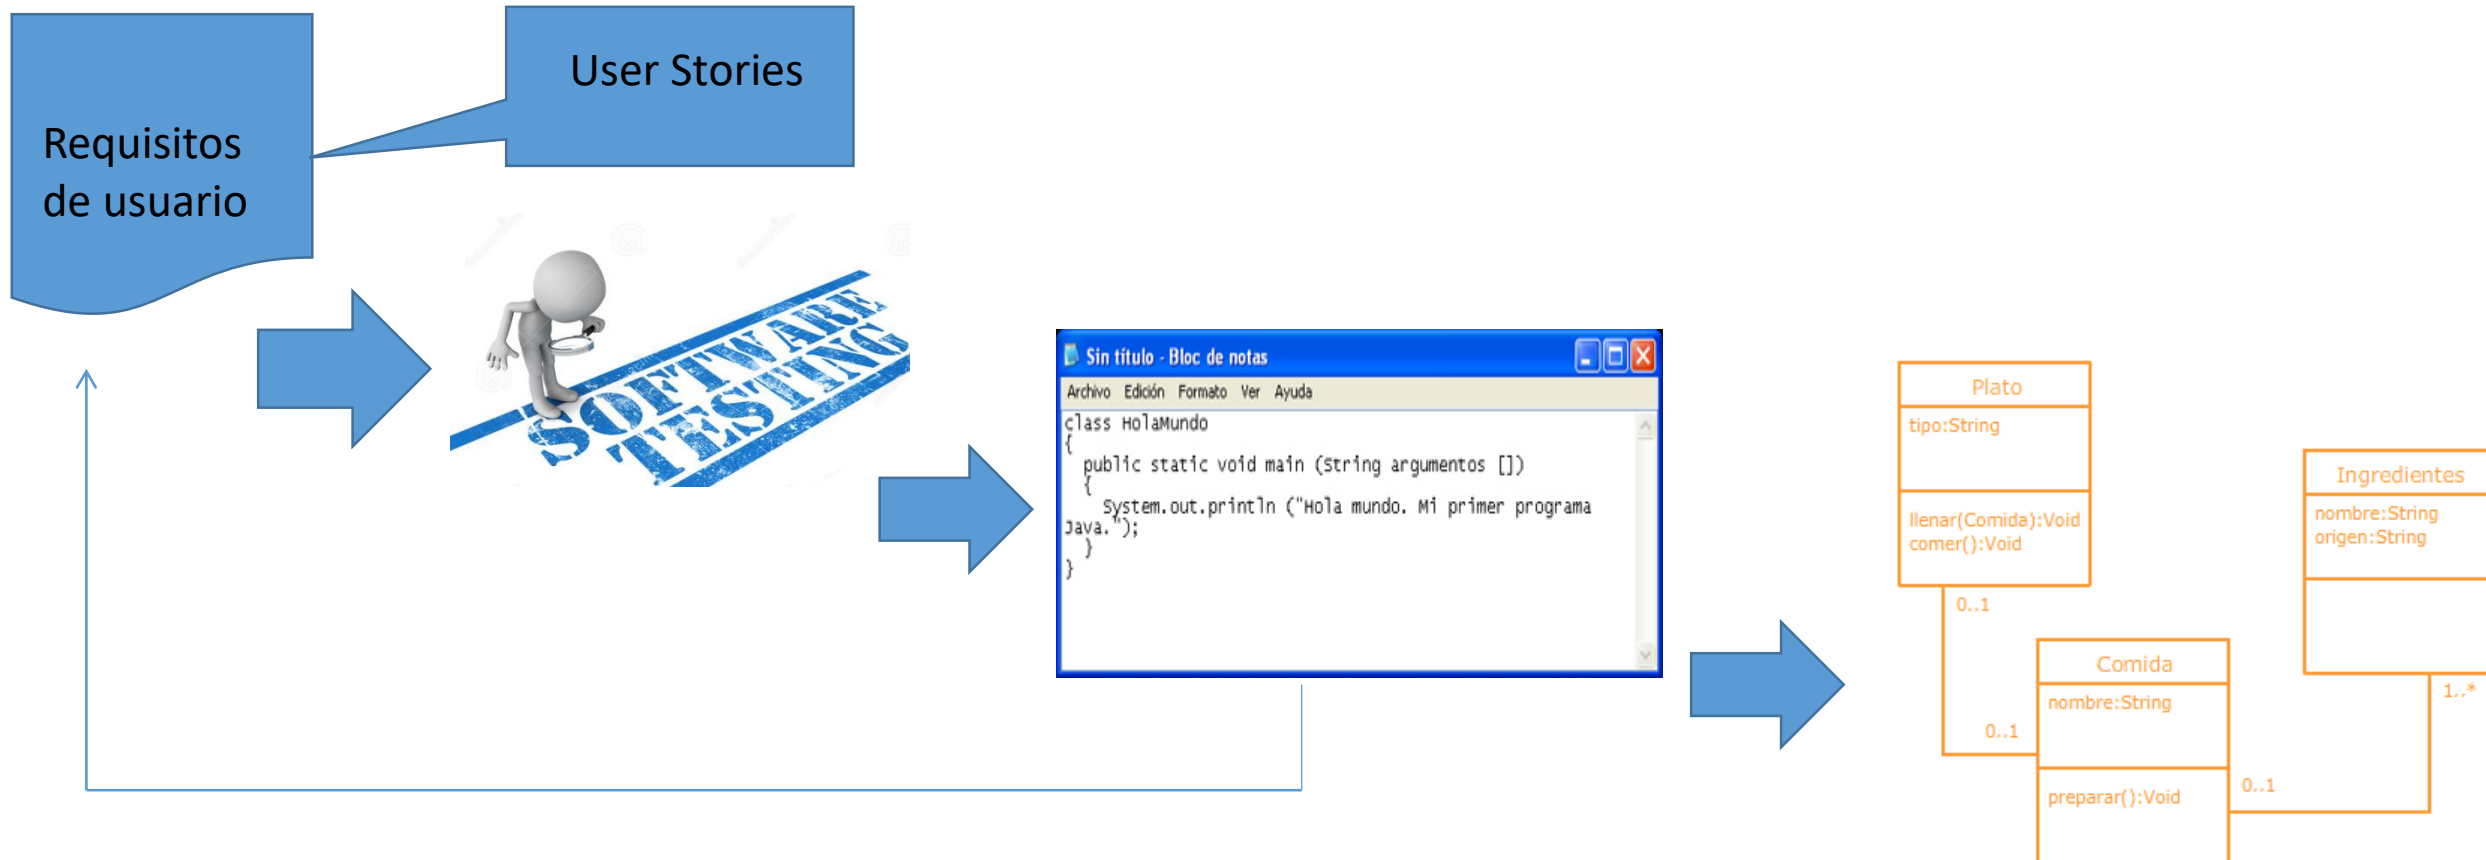 User Stories
Requisitos
de usuario
SOFTWARE
TESTING
Sin título - Bloc de notas
Archivo Edición Formato Ver Ayuda
class HolaMundo
{
public static void main (String argumentos [])
{
System.out.println ("Hola mundo. Mi primer programa
Java.");
}
}
Plato
tipo:String
llenar(Comida):Void
comer():Void
0..1
Ingredientes
nombre:String
origen:String
1..*
Comida
nombre:String
0..1
preparar():Void
0..1